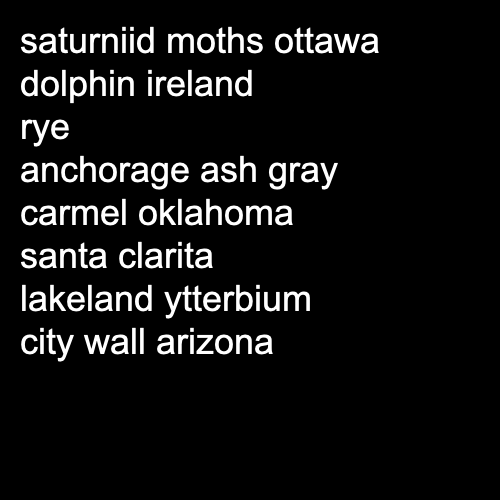 saturniid moths ottawa
dolphin ireland
rye
anchorage ash gray
carmel oklahoma
santa clarita
lakeland ytterbium
city wall arizona